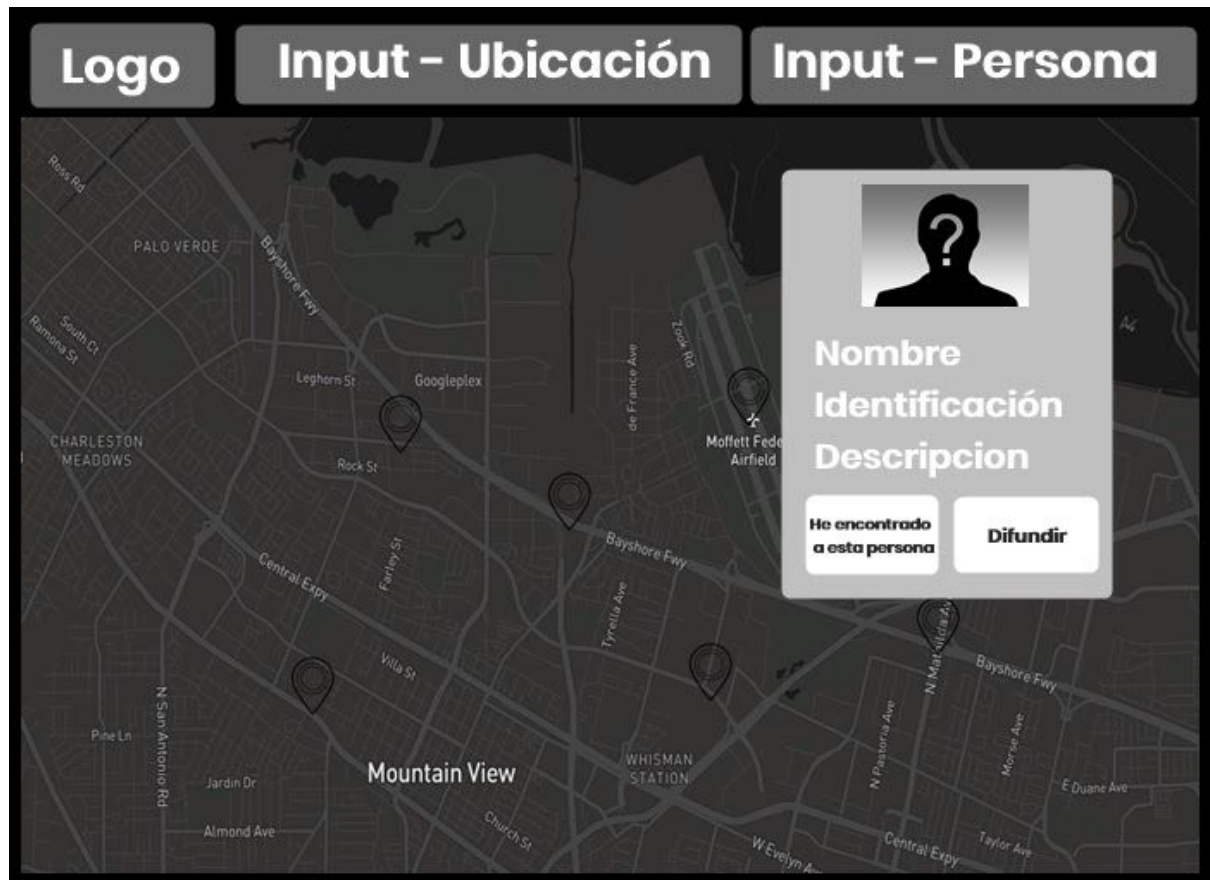 Logo
Input - Ubicación
Input - Persona
Ross Rd
PALO VERDE
Bayshore Fwy
South Ct
Ramona St
Leghorn St
Googleplex
de France Ave
Zook Rd
A4
CHARLESTON
MEADOWS
Rock St
Moffett Fede
Airfield
?
Nombre
Identificación
Descripcion
He encontrado
a esta persona
Difundir
Central Expy
Farley St
Bayshore Fwy
Tyrella Ave
Villa St
N Mathilda Av
Bayshore Fwy
N San Antonio Rd
Pine Ln
Jardin Dr
Almond Ave
Mountain View
Church St
WHISMAN
STATION
N Pastoria Ave
Morse Ave
E Duane Ave
W Evelyn Av
Central Expy
Taylor Ave